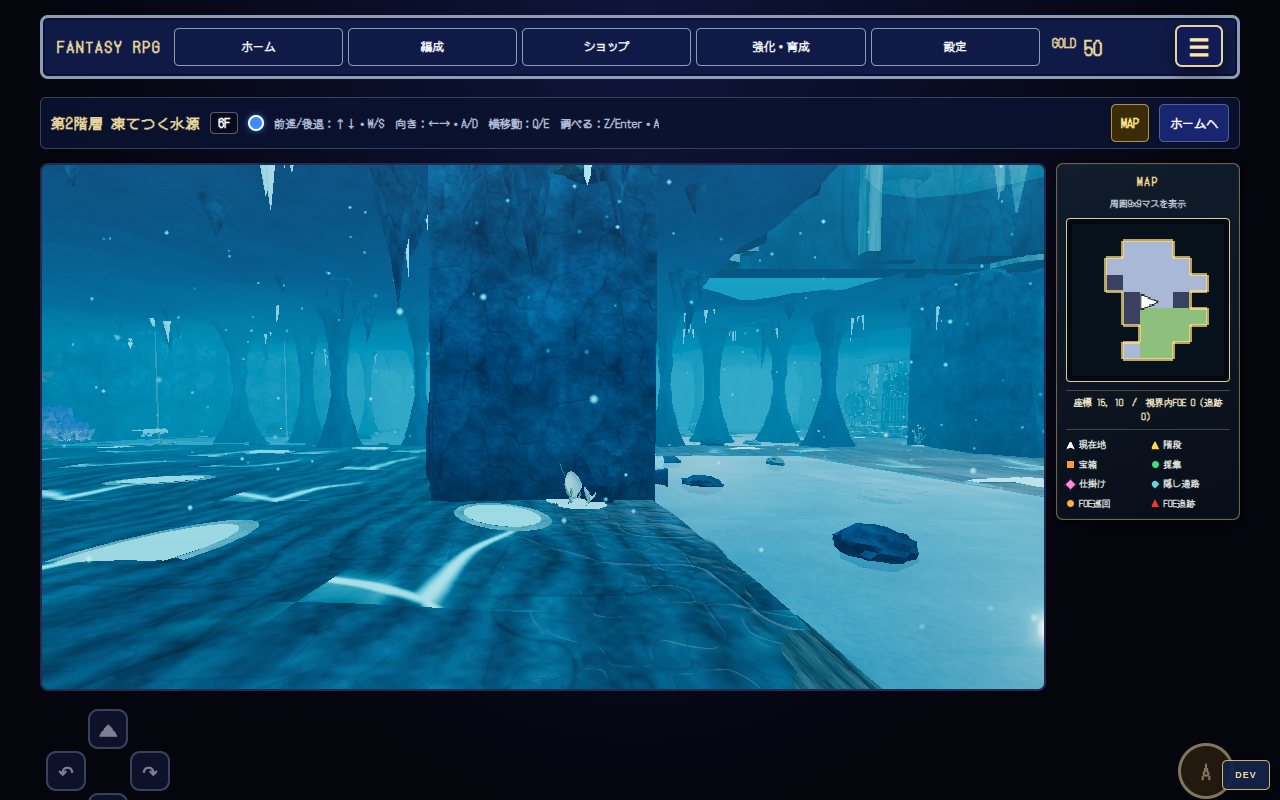 FANTASY RPG
ホーム
編成
ショップ
強化・育成
設定
GOLD 50
第2階層 凍てつく水源
6F
前進/後退:↑↓・W/S 向き:←→・A/D 横移動:Q/E 調べる:Z/Enter・A
MAP
ホームへ
MAP
周囲9x9マスを表示
座標 15, 10 / 視界内FOE 0 (追跡
0)
現在地
階段
宝箱
採集
仕掛け
隠し通路
FOE巡回
FOE追跡
A
DEV